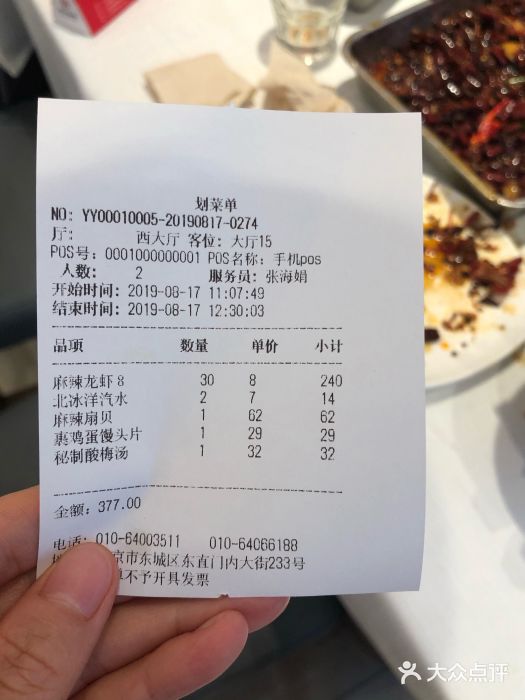 划菜单
NO: YY00010005-20190817-0274
厅: 西大厅 客位: 大厅15
POS号: 0001000000001 POS名称: 手机pos
人数: 2 服务员: 张海娟
开始时间: 2019-08-17 11:07:49
结束时间: 2019-08-17 12:30:03
品项 数量 单价 小计
麻辣龙虾8 30 8 240
北冰洋汽水 2 7 14
麻辣扇贝 1 62 62
裹鸡蛋馒头片 1 29 29
秘制酸梅汤 1 32 32
金额: 377.00
电话: 010-64003511 010-64066188
京市东城区东直门内大街233号
不予开具发票
大众点评